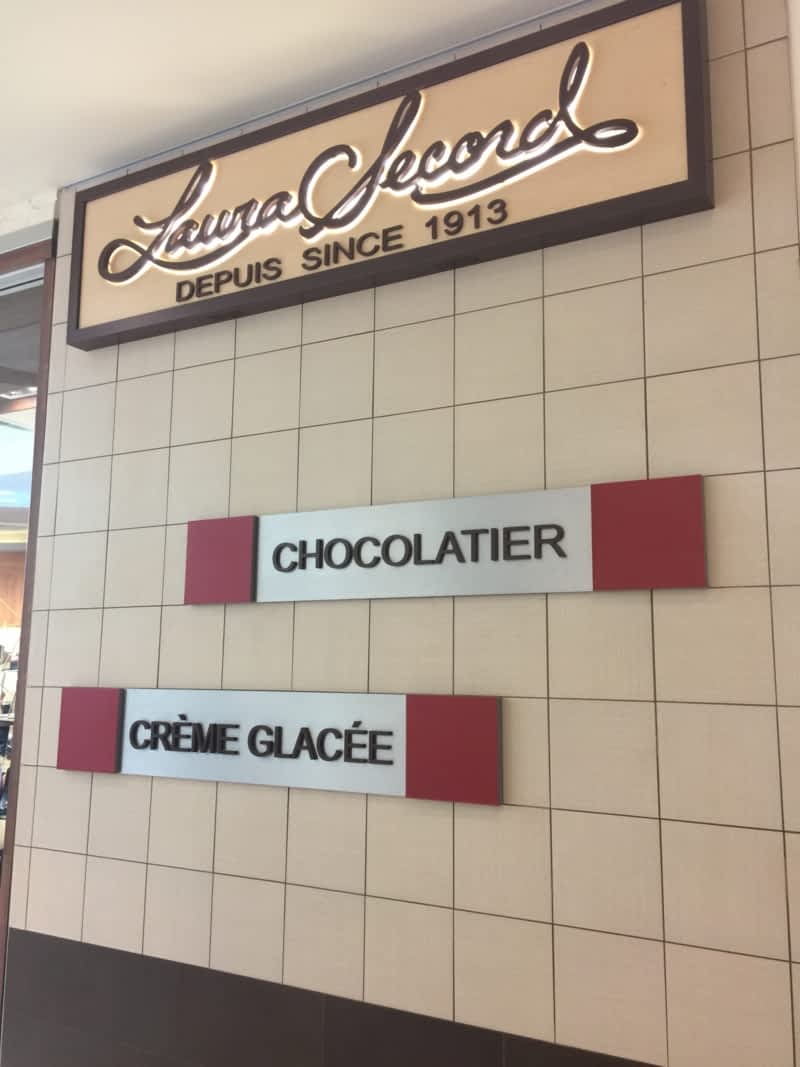 Laura Secord
DEPUIS SINCE 1913
CHOCOLATIER
CRÈME GLACÉE